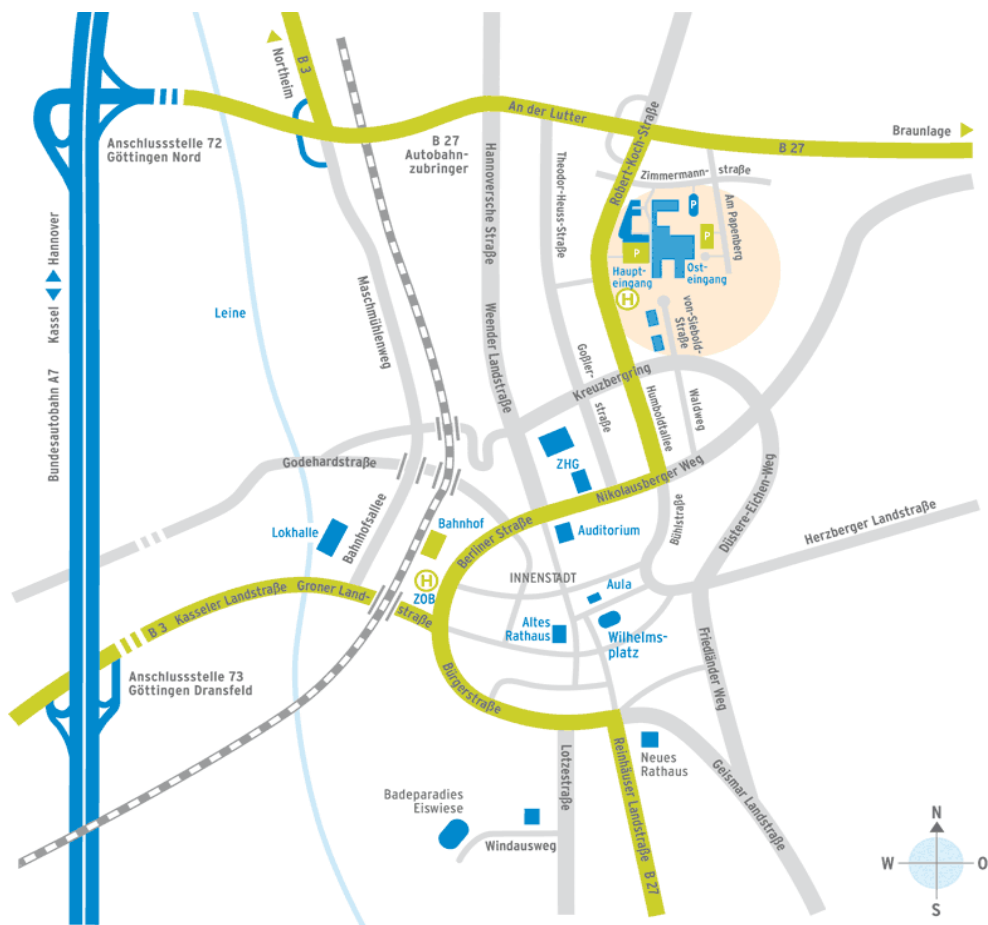 Northeim
B 3
An der Lutter
Robert-Koch-Straße
Braunlage
B 27
Anschlussstelle 72
Göttingen Nord
B 27
Autobahn-
zubringer
Hannoversche Straße
Theodor-Heuss-Straße
Zimmermann-
straße
Am Papenberg
P
P
P
Haupt-
eingang
Ost-
eingang
H
von-Siebold-
Straße
Kassel
Hannover
Bundesautobahn A7
Leine
Maschmühlenweg
Weender Landstraße
Goßler-
straße
Kreuzbergring
Humboldtallee
Waldweg
Godehardstraße
ZHG
Nikolausberger Weg
Düstere-Eichen-Weg
Bühlstraße
Herzberger Landstraße
Lokhalle
Bahnhofsallee
Bahnhof
Berliner Straße
Auditorium
H
ZOB
INNENSTADT
Aula
Altes
Rathaus
Wilhelms-
platz
B 3
Kasseler Landstraße
Groner Land-
straße
Anschlussstelle 73
Göttingen Dransfeld
Bürgerstraße
Friedländer Weg
Lotzestraße
Reinhäuser Landstraße
B 27
Neues
Rathaus
Geismar Landstraße
Badeparadies
Eiswiese
Windausweg
N
W
O
S